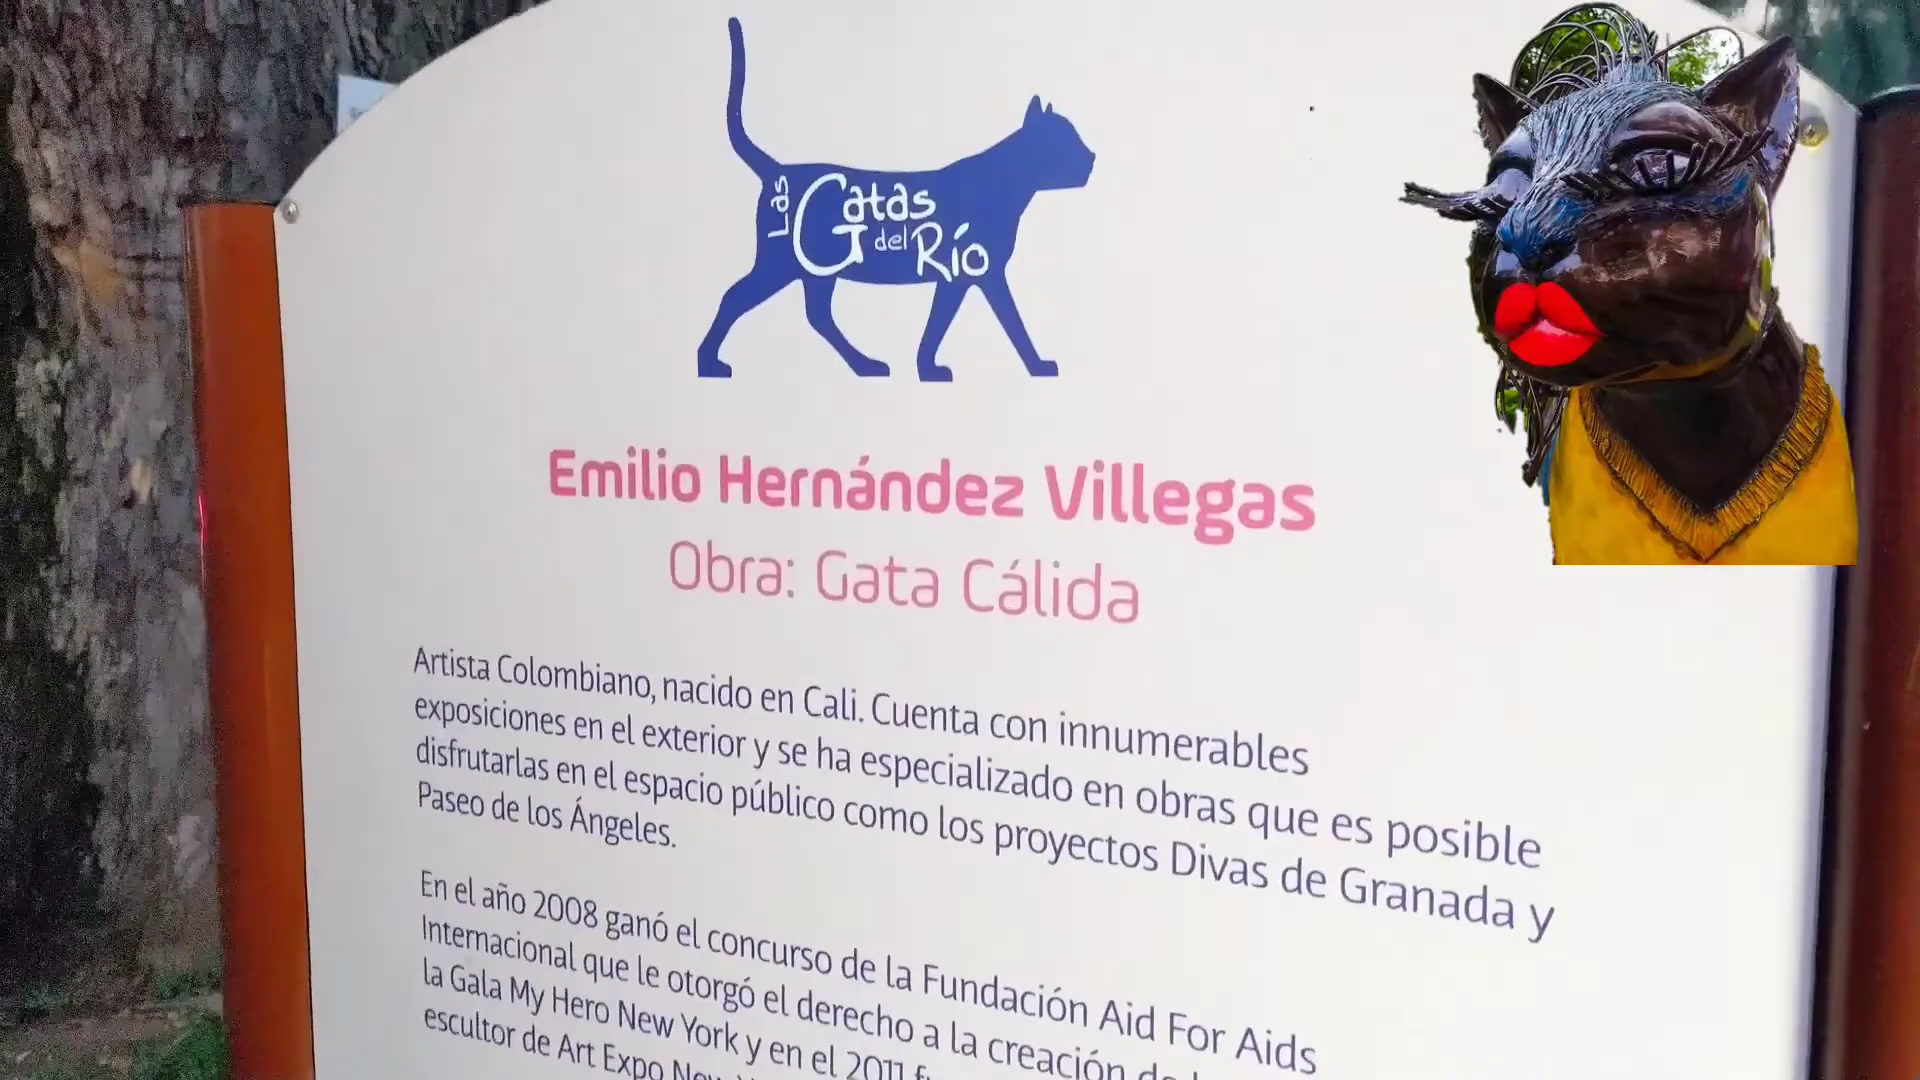 Las Gatas
del Río
Emilio Hernández Villegas
Obra: Gata Cálida
Artista Colombiano, nacido en Cali. Cuenta con innumerables
exposiciones en el exterior y se ha especializado en obras que es posible
disfrutarlas en el espacio público como los proyectos Divas de Granada y
Paseo de los Ángeles.
En el año 2008 ganó el concurso de la Fundación Aid For Aids
Internacional que le otorgó el derecho a la creación
la Gala My Hero New York y en el 2011
escultor de Art Expo